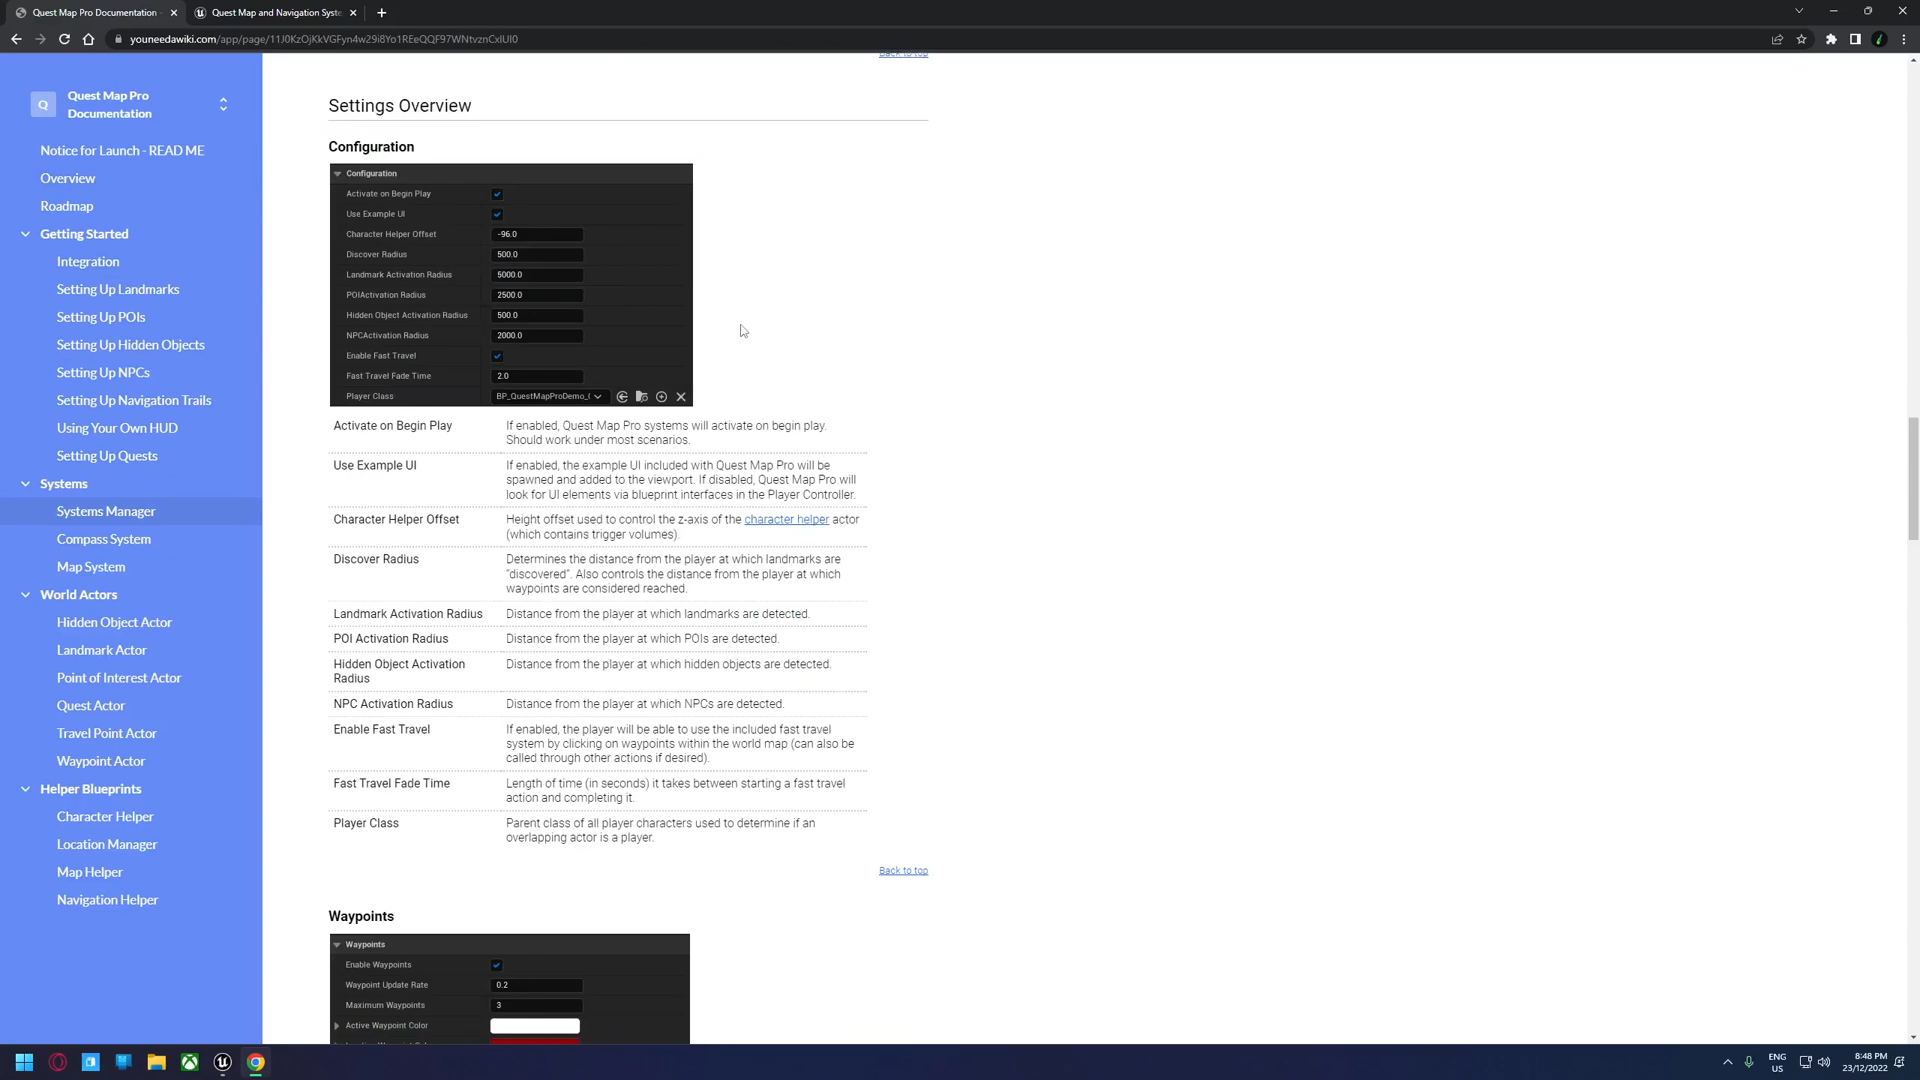 Quest Map Pro Documentation
Quest Map and Navigation Syste
youneedawiki.com/app/page/11J0KzOjKkVGFyn4w29i8Yo1REeQQF97WNtvznCxlUI0
Q
Quest Map Pro
Documentation
Notice for Launch - READ ME
Overview
Roadmap
Getting Started
Integration
Setting Up Landmarks
Setting Up POIs
Setting Up Hidden Objects
Setting Up NPCs
Setting Up Navigation Trails
Using Your Own HUD
Setting Up Quests
Systems
Systems Manager
Compass System
Map System
World Actors
Hidden Object Actor
Landmark Actor
Point of Interest Actor
Quest Actor
Travel Point Actor
Waypoint Actor
Helper Blueprints
Character Helper
Location Manager
Map Helper
Navigation Helper
Back to top
Settings Overview
Configuration
Configuration
Activate on Begin Play
Use Example UI
Character Helper Offset -96.0
Discover Radius 500.0
Landmark Activation Radius 5000.0
POIActivation Radius 2500.0
Hidden Object Activation Radius 500.0
NPCActivation Radius 2000.0
Enable Fast Travel
Fast Travel Fade Time 2.0
Player Class BP_QuestMapProDemo_(
Activate on Begin Play If enabled, Quest Map Pro systems will activate on begin play.
Should work under most scenarios.
Use Example UI If enabled, the example UI included with Quest Map Pro will be
spawned and added to the viewport. If disabled, Quest Map Pro will
look for UI elements via blueprint interfaces in the Player Controller.
Character Helper Offset Height offset used to control the z-axis of the character helper actor
(which contains trigger volumes).
Discover Radius Determines the distance from the player at which landmarks are
"discovered". Also controls the distance from the player at which
waypoints are considered reached.
Landmark Activation Radius Distance from the player at which landmarks are detected.
POI Activation Radius Distance from the player at which POIs are detected.
Hidden Object Activation Distance from the player at which hidden objects are detected.
Radius
NPC Activation Radius Distance from the player at which NPCs are detected.
Enable Fast Travel If enabled, the player will be able to use the included fast travel
system by clicking on waypoints within the world map (can also be
called through other actions if desired).
Fast Travel Fade Time Length of time (in seconds) it takes between starting a fast travel
action and completing it.
Player Class Parent class of all player characters used to determine if an
overlapping actor is a player.
Back to top
Waypoints
Waypoints
Enable Waypoints
Waypoint Update Rate 0.2
Maximum Waypoints 3
Active Waypoint Color
ENG
US
8:48 PM
23/12/2022